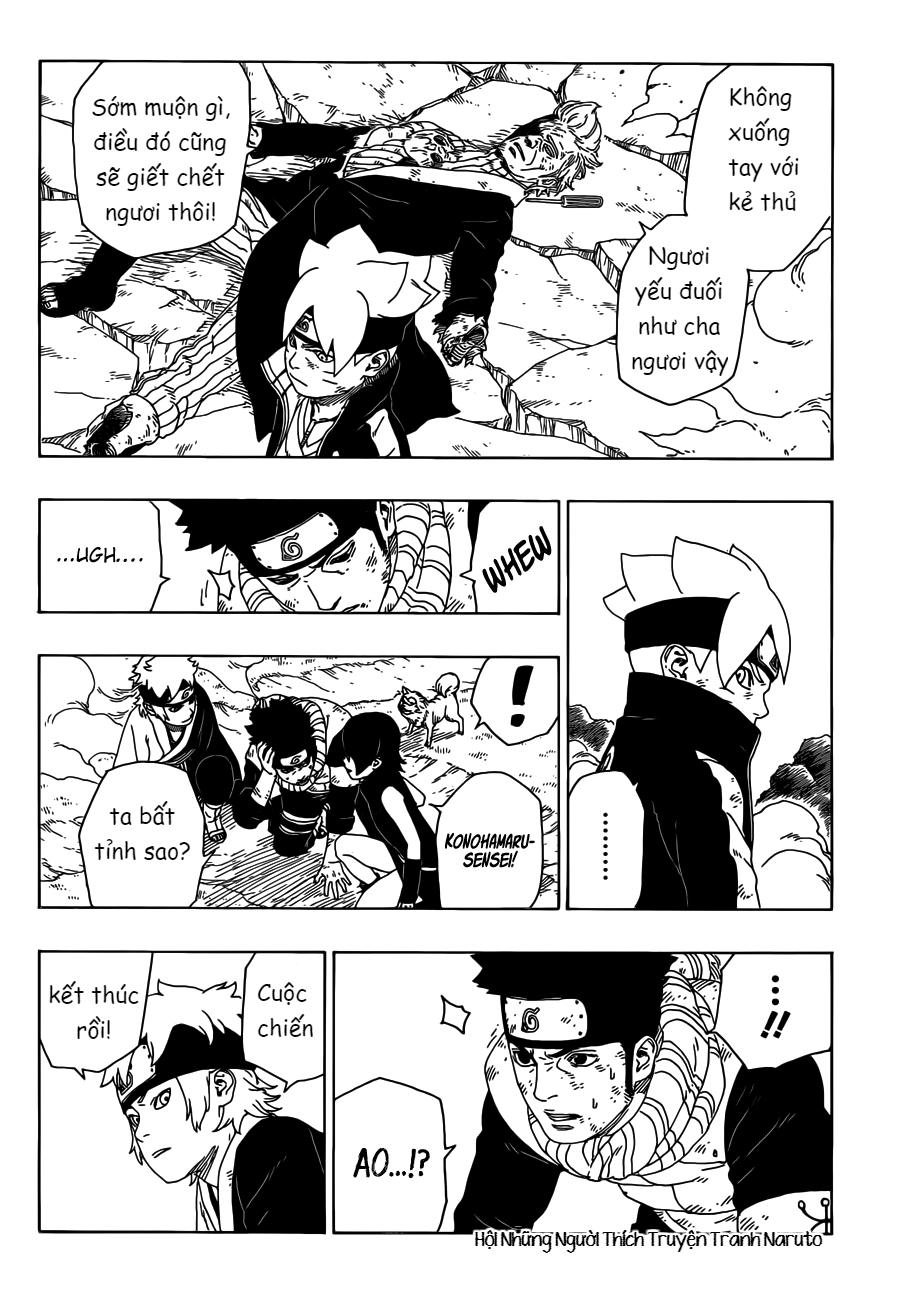 Không
xuống
tay với
kẻ thủ
Ngươi
yếu đuối
như cha
ngươi vậy
Sớm muộn gì,
điều đó cũng
sẽ giết chết
ngươi thôi!
.........
WHEW
...UGH....
!
KONOHAMARU-
SENSEI!
ta bất
tỉnh sao?
...!!
AO...!?
Cuộc
chiến
kết thúc
rồi!
Hội Những Người Thích Truyện Tranh Naruto